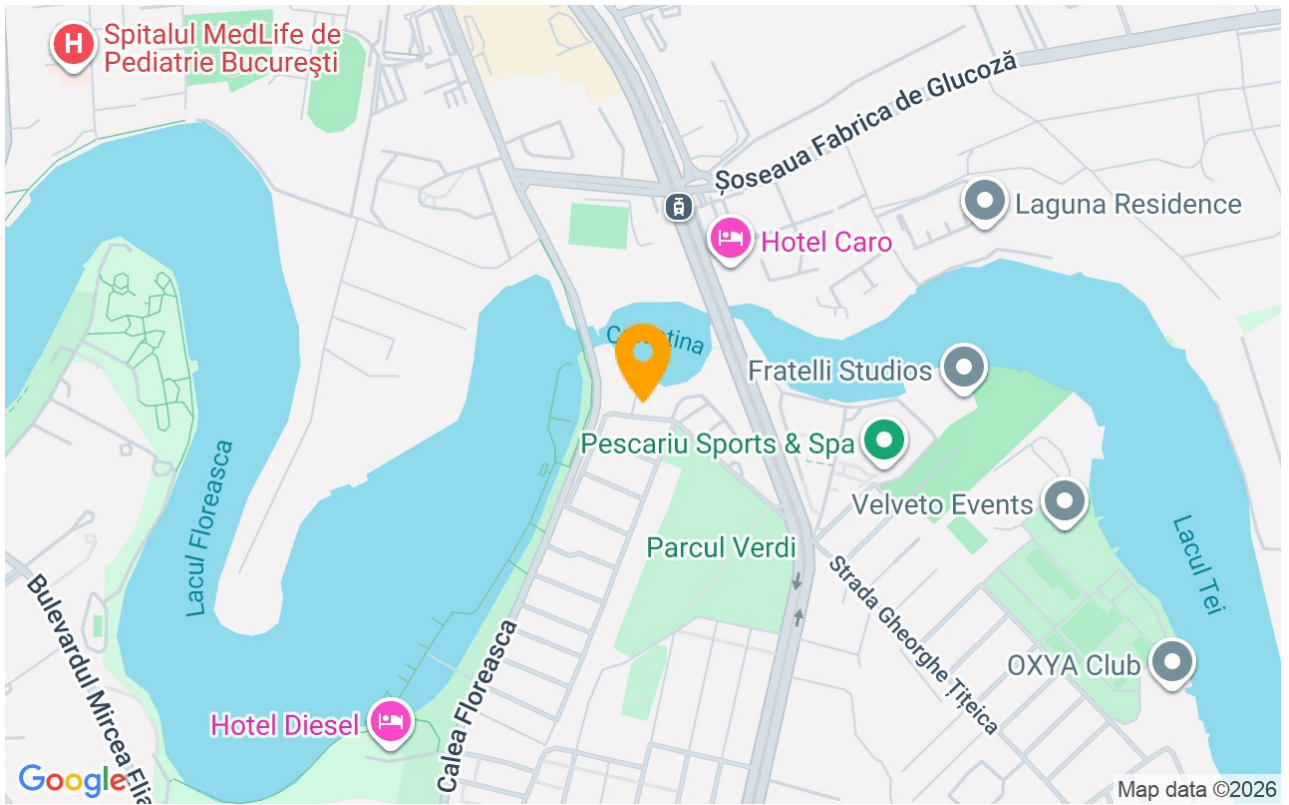 H
Spitalul MedLife de
Pediatrie Bucureşti
Șoseaua Fabrica de Glucoză
Laguna Residence
Hotel Caro
Fratelli Studios
Pescariu Sports & Spa
Velveto Events
Parcul Verdi
Lacul Floreasca
Lacul Tei
Strada Gheorghe Țițeica
Bulevardul Mircea Elia
Calea Floreasca
OXYA Club
Hotel Diesel
Google
Map data ©2026